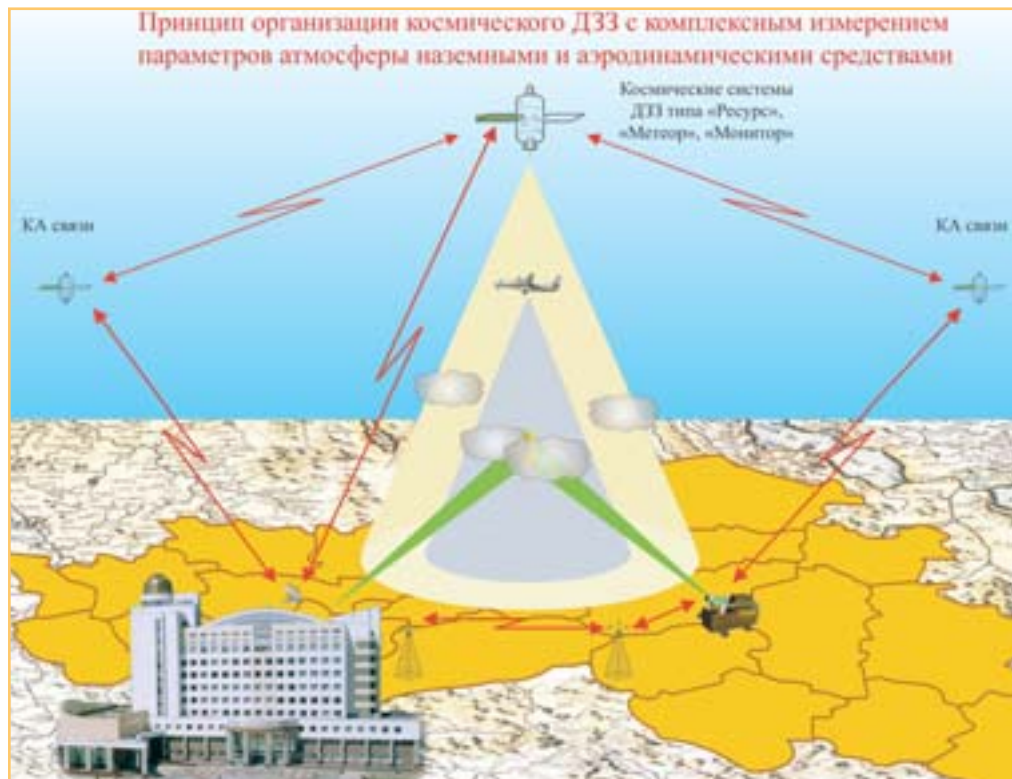 Принцип организации космического ДЗЗ с комплексным измерением
параметров атмосферы наземными и аэродинамическими средствами
Космические системы
ДЗЗ типа «Ресурс»,
«Метеор», «Монитор»
КА связи
КА связи